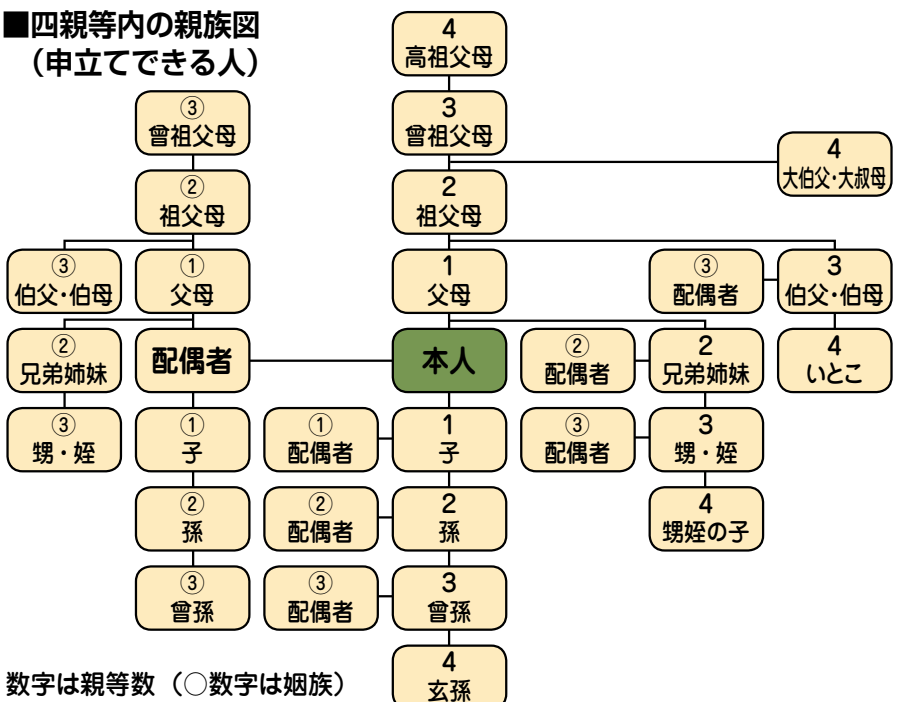 ■四親等内の親族図
（申立てできる人）
4
高祖父母
③
曾祖父母
3
曾祖父母
4
大伯父・大叔母
②
祖父母
2
祖父母
③
伯父・伯母
①
父母
1
父母
③
配偶者
3
伯父・伯母
②
兄弟姉妹
配偶者
本人
②
配偶者
2
兄弟姉妹
4
いとこ
③
甥・姪
①
子
①
配偶者
1
子
③
配偶者
3
甥・姪
②
孫
②
配偶者
2
孫
4
甥姪の子
③
曾孫
③
配偶者
3
曾孫
4
玄孫
数字は親等数（○数字は姻族）